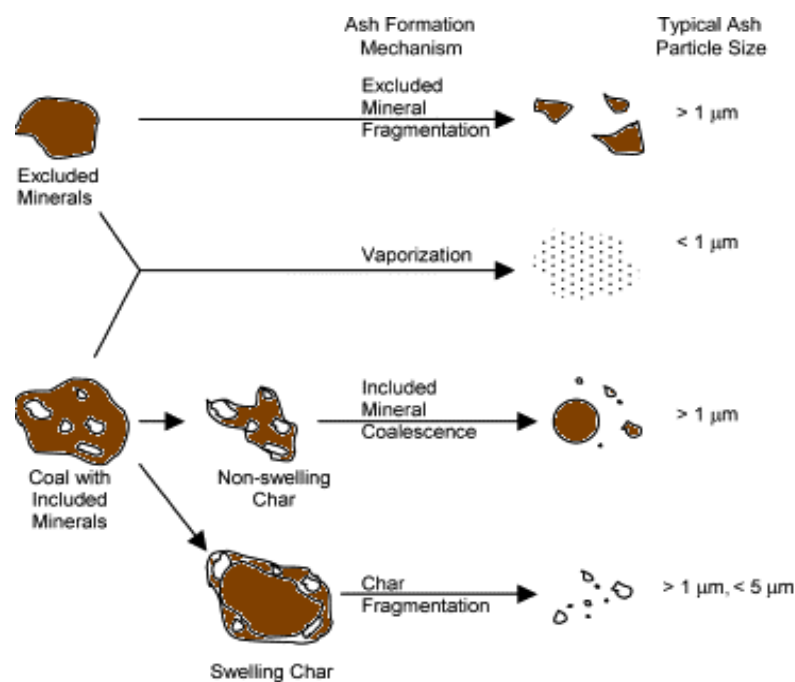 Ash Formation
Mechanism
Typical Ash
Particle Size
Excluded
Minerals
Excluded
Mineral
Fragmentation
> 1 μm
Vaporization
< 1 μm
Coal with
Included
Minerals
Non-swelling
Char
Included
Mineral
Coalescence
> 1 μm
Swelling Char
Char
Fragmentation
> 1 μm, < 5 μm